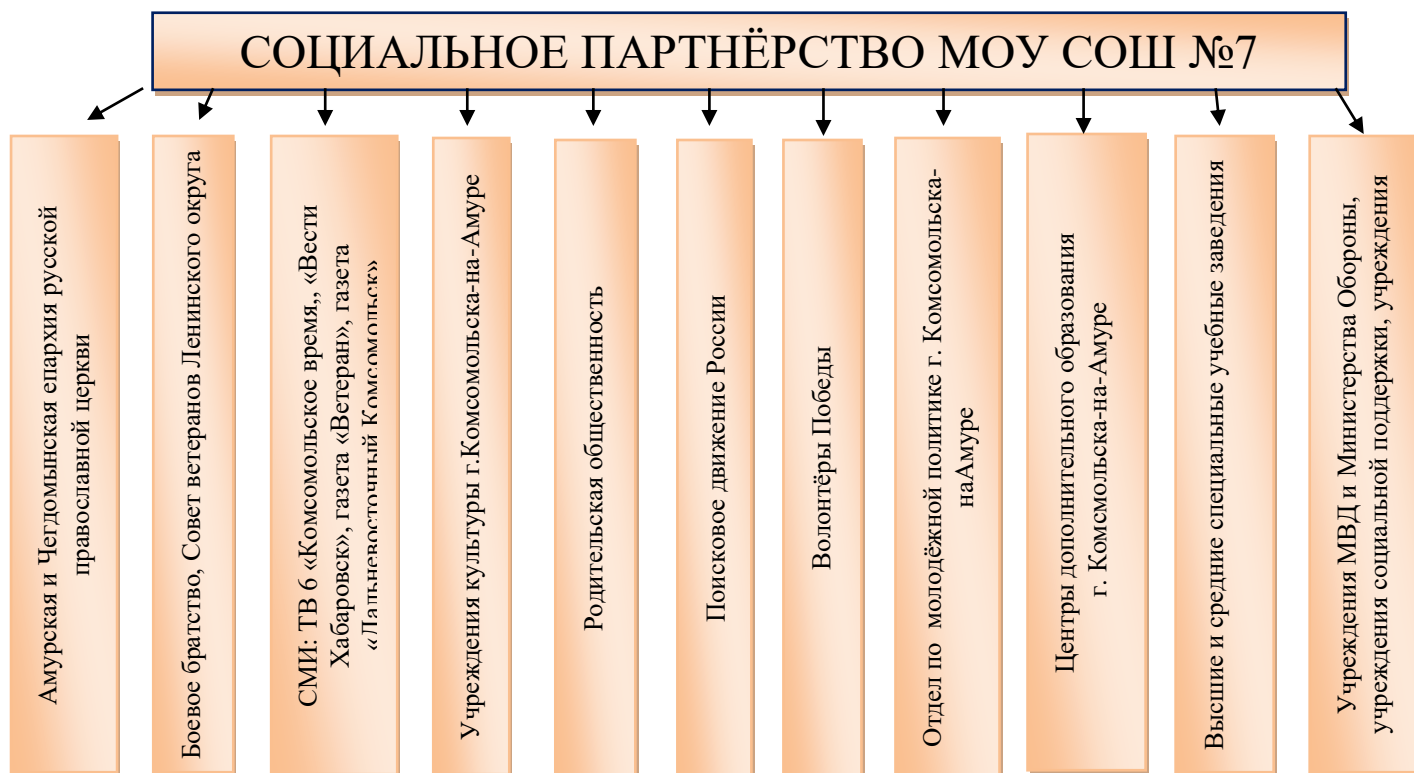 СОЦИАЛЬНОЕ ПАРТНЁРСТВО МОУ СОШ №7
Амурская и Чегдомынская епархия русской
православной церкви
Боевое братство, Совет ветеранов Ленинского округа
СМИ: ТВ 6 «Комсомольское время,, «Вести
Хабаровск», газета «Ветеран», газета
«Дальневосточный Комсомольск»
Учреждения культуры г.Комсомольска-на-Амуре
Родительская общественность
Поисковое движение России
Волонтёры Победы
Отдел по молодёжной политике г. Комсомольска-
наАмуре
Центры дополнительного образования
г. Комсмольска-на-Амуре
Высшие и средние специальные учебные заведения
Учреждения МВД и Министерства Обороны,
учреждения социальной поддержки, учреждения